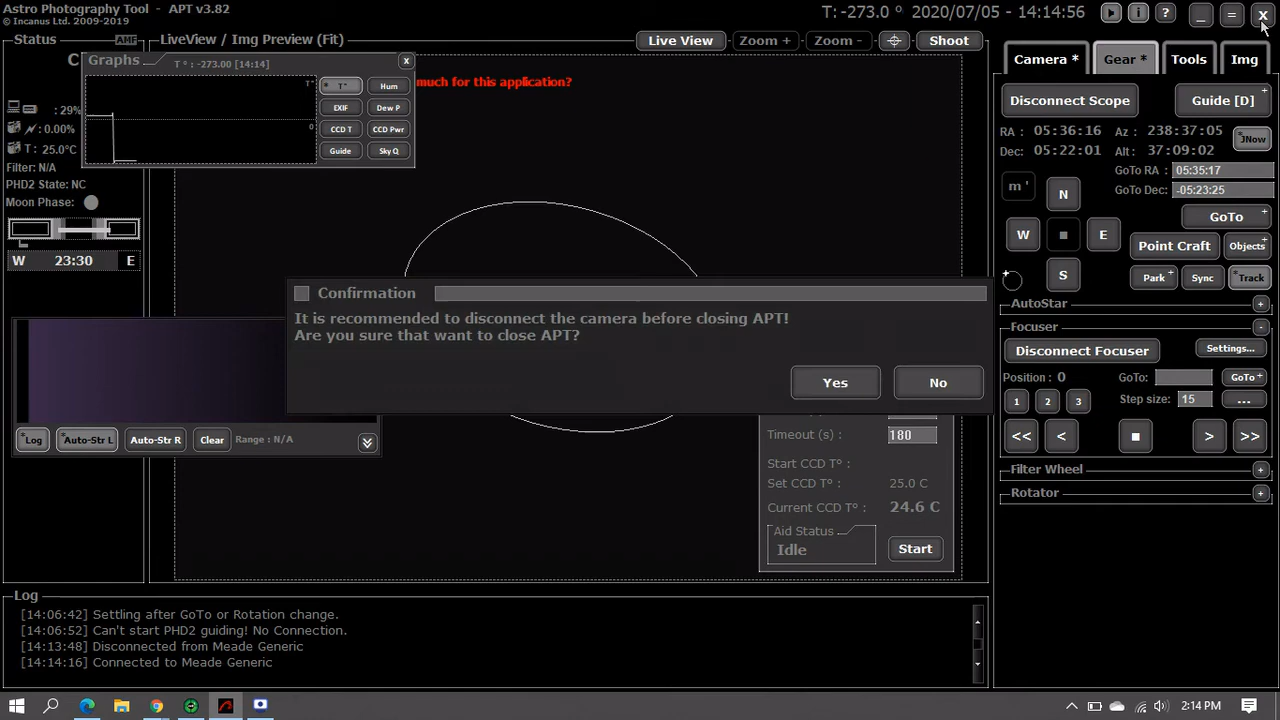 Astro Photography Tool - APT v3.82
© Incanus Ltd. 2009-2019
T: -273.0 º 2020/07/05 - 14:14:56
i
?
_
=
X
Status
AMF
LiveView / Img Preview (Fit)
Live View
Zoom +
Zoom -
Shoot
C
Graphs
T º : -273.00 [14:14]
x
T°
0
* T°
Hum
EXIF
Dew P
CCD T
CCD Pwr
Guide
Sky Q
much for this application?
: 29%
: 0.00%
T : 25.0°C
Filter: N/A
PHD2 State: NC
Moon Phase:
W 23:30 E
Camera *
Gear *
Tools
Img
Disconnect Scope
Guide [D] +
RA : 05:36:16 Az : 238:37:05
Dec: 05:22:01 Alt : 37:09:02
*JNow
GoTo RA : 05:35:17
GoTo Dec: -05:23:25
m '
N
W
E
S
GoTo +
Point Craft
Objects +
Park +
Sync
*Track
AutoStar +
Focuser -
Disconnect Focuser
Settings...
Position : 0
GoTo:
GoTo +
1
2
3
Step size: 15
...
<<
<
>
>>
Filter Wheel +
Rotator +
Confirmation
It is recommended to disconnect the camera before closing APT!
Are you sure that want to close APT?
Yes
No
*Log
*Auto-Str L
Auto-Str R
Clear
Range : N/A
Timeout (s) : 180
Start CCD Tº :
Set CCD Tº : 25.0 C
Current CCD Tº : 24.6 C
Aid Status
Idle
Start
Log
[14:06:42] Settling after GoTo or Rotation change.
[14:06:52] Can't start PHD2 guiding! No Connection.
[14:13:48] Disconnected from Meade Generic
[14:14:16] Connected to Meade Generic
2:14 PM